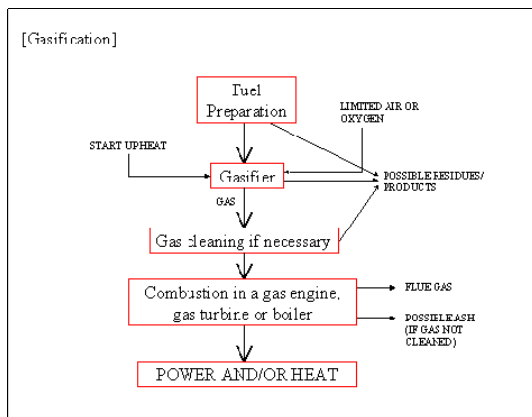 [Gasification]
Fuel
Preparation
LIMITED AIR OR
OXYGEN
START UPHEAT
Gasifier
POSSIBLE RESIDUES/
PRODUCTS
GAS
Gas cleaning if necessary
Combustion in a gas engine,
gas turbine or boiler
FLUE GAS
POSSIBLE ASH
(IF GAS NOT
CLEANED)
POWER AND/OR HEAT